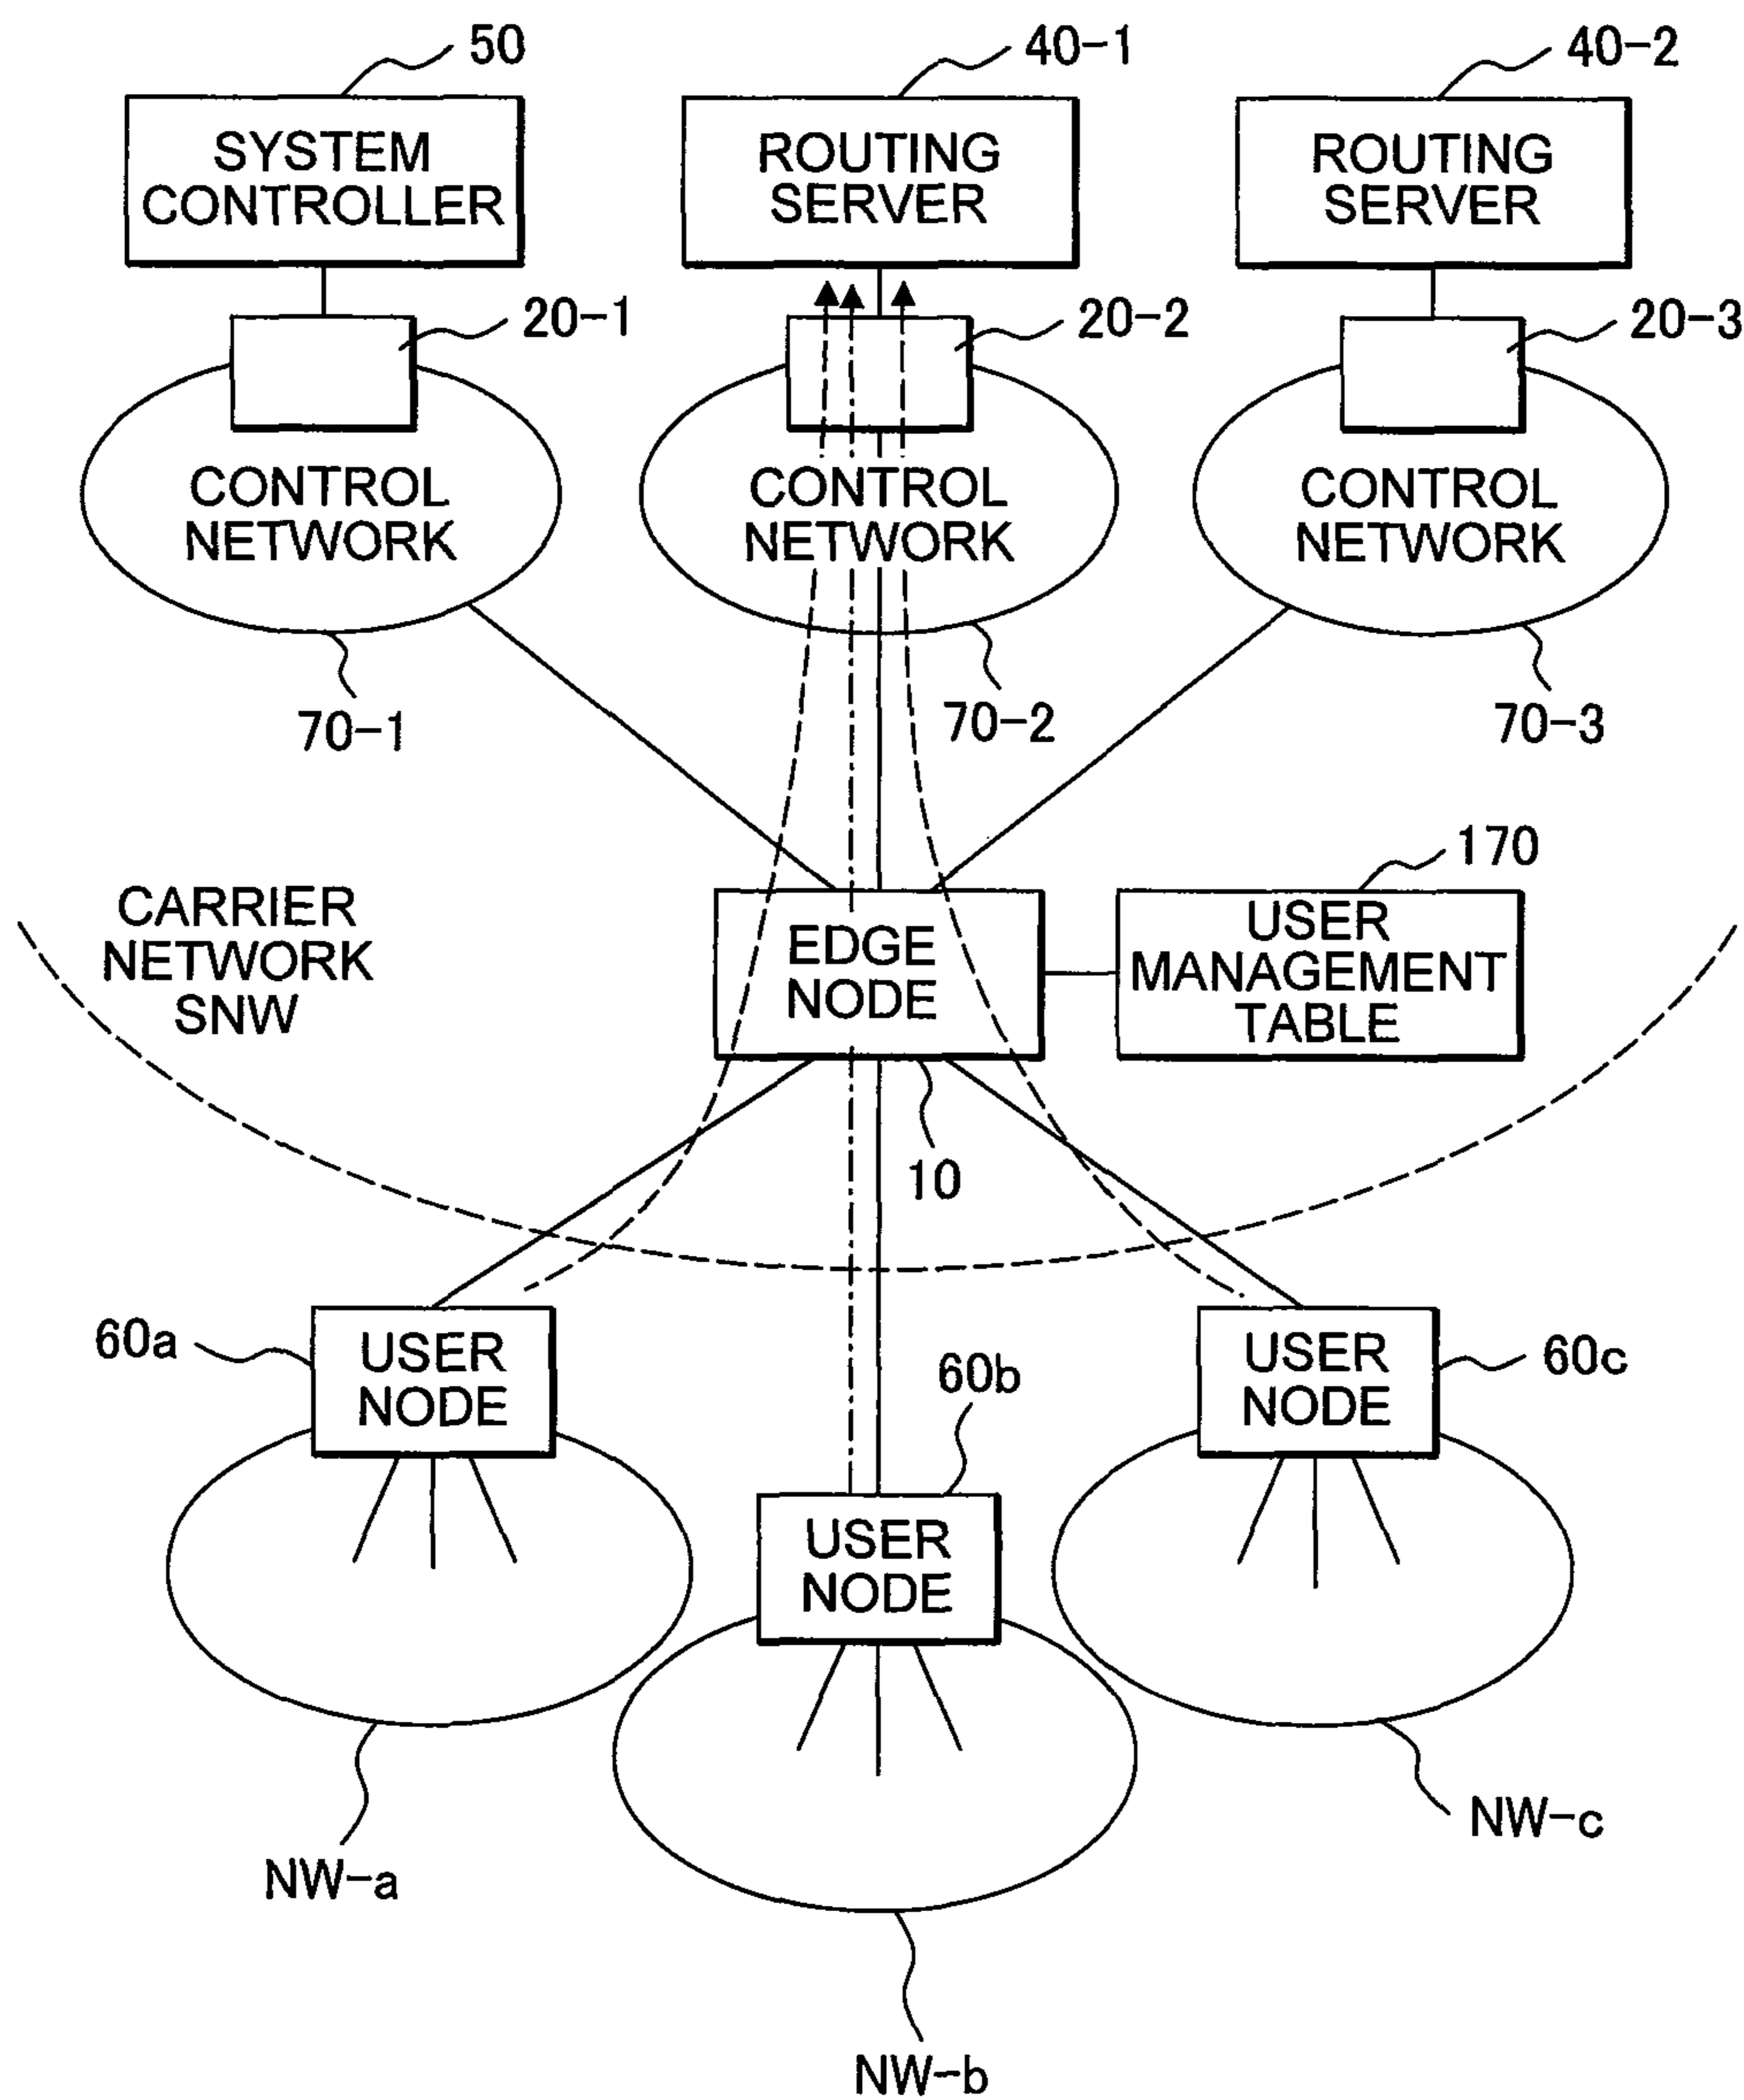 50
40-1
40-2
SYSTEM
CONTROLLER
ROUTING
SERVER
ROUTING
SERVER
20-1
20-2
20-3
CONTROL
NETWORK
CONTROL
NETWORK
CONTROL
NETWORK
70-1
70-2
70-3
170
CARRIER
NETWORK
SNW
EDGE
NODE
USER
MANAGEMENT
TABLE
10
60a
USER
NODE
60b
USER
NODE
60c
USER
NODE
NW-a
NW-c
NW-b